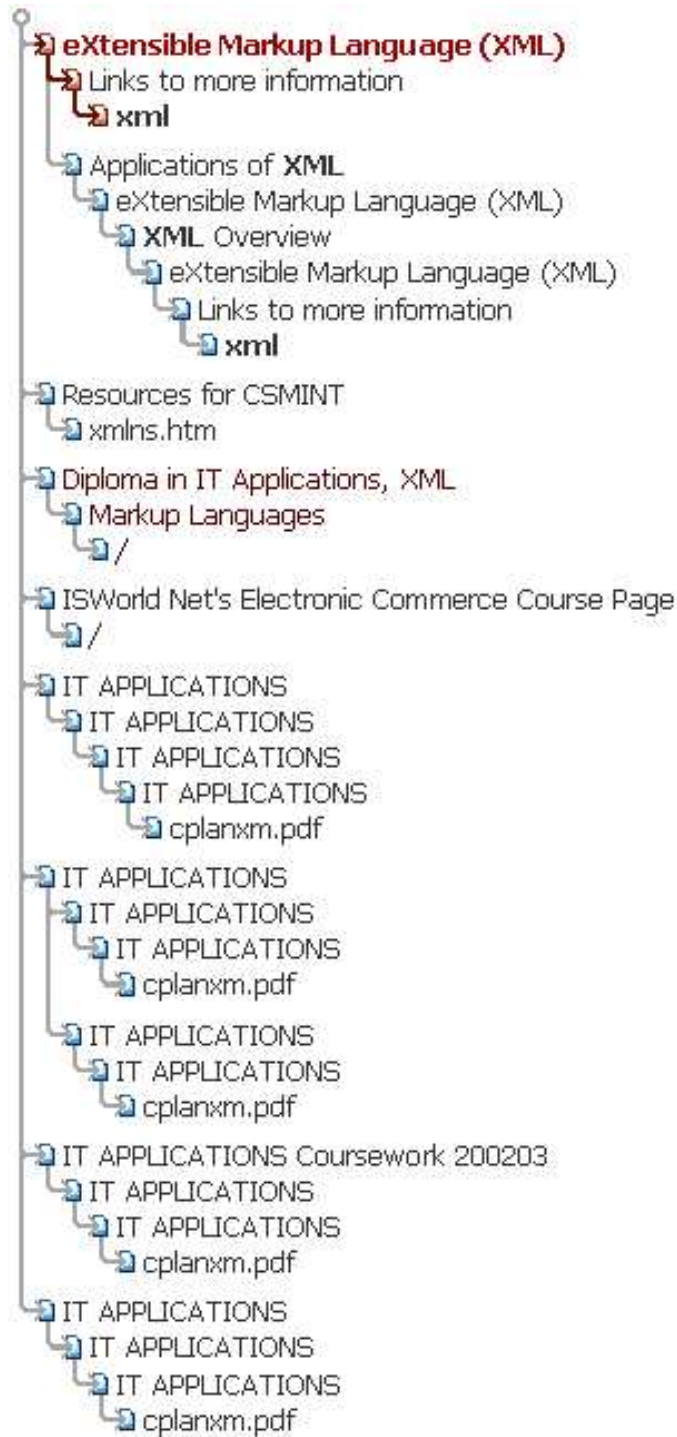 eXtensible Markup Language (XML)
Links to more information
xml
Applications of XML
eXtensible Markup Language (XML)
XML Overview
eXtensible Markup Language (XML)
Links to more information
xml
Resources for CSMINT
xmlns.htm
Diploma in IT Applications, XML
Markup Languages
/
ISWorld Net's Electronic Commerce Course Page
/
IT APPLICATIONS
IT APPLICATIONS
IT APPLICATIONS
IT APPLICATIONS
cplanxm.pdf
IT APPLICATIONS
IT APPLICATIONS
IT APPLICATIONS
cplanxm.pdf
IT APPLICATIONS
IT APPLICATIONS
cplanxm.pdf
IT APPLICATIONS Coursework 200203
IT APPLICATIONS
IT APPLICATIONS
cplanxm.pdf
IT APPLICATIONS
IT APPLICATIONS
IT APPLICATIONS
cplanxm.pdf